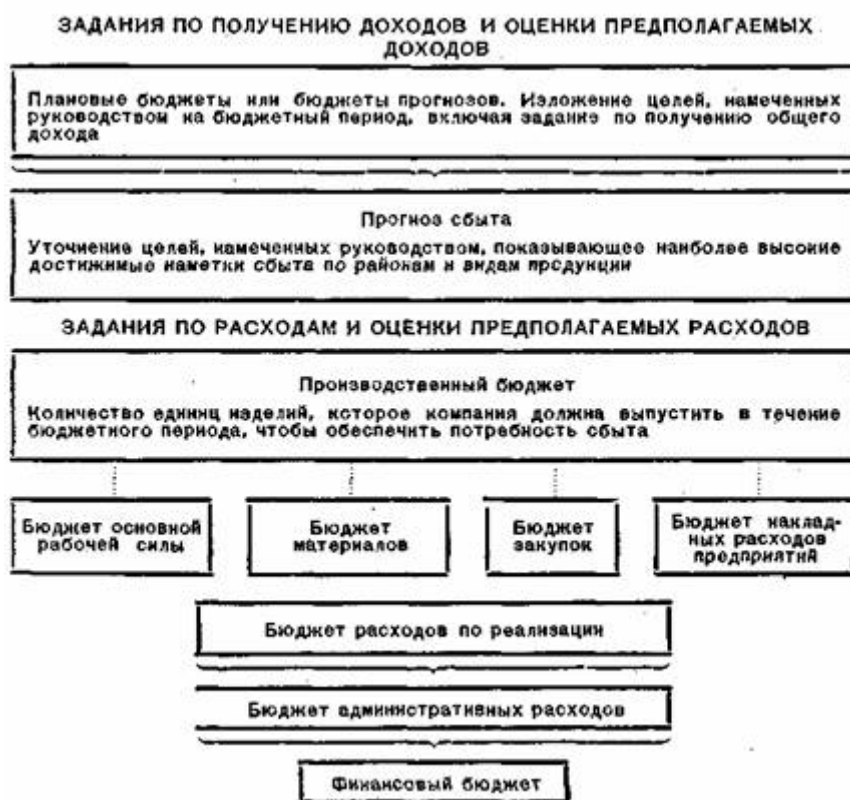 ЗАДАНИЯ ПО ПОЛУЧЕНИЮ ДОХОДОВ И ОЦЕНКИ ПРЕДПОЛАГАЕМЫХ
ДОХОДОВ
Плановые бюджеты или бюджеты прогнозов. Изложение целей, намеченных
руководством на бюджетный период, включая задание по получению общего
дохода
Прогноз сбыта
Уточнение целей, намеченных руководством, показывающее наиболее высокие
достижимые наметки сбыта по районам и видам продукции
ЗАДАНИЯ ПО РАСХОДАМ И ОЦЕНКИ ПРЕДПОЛАГАЕМЫХ РАСХОДОВ
Производственный бюджет
Количество единиц изделий, которое компания должна выпустить в течение
бюджетного периода, чтобы обеспечить потребность сбыта
Бюджет основной
рабочей силы
Бюджет
материалов
Бюджет
закупок
Бюджет наклад-
ных расходов
предприятий
Бюджет расходов по реализации
Бюджет административных расходов
Финансовый бюджет